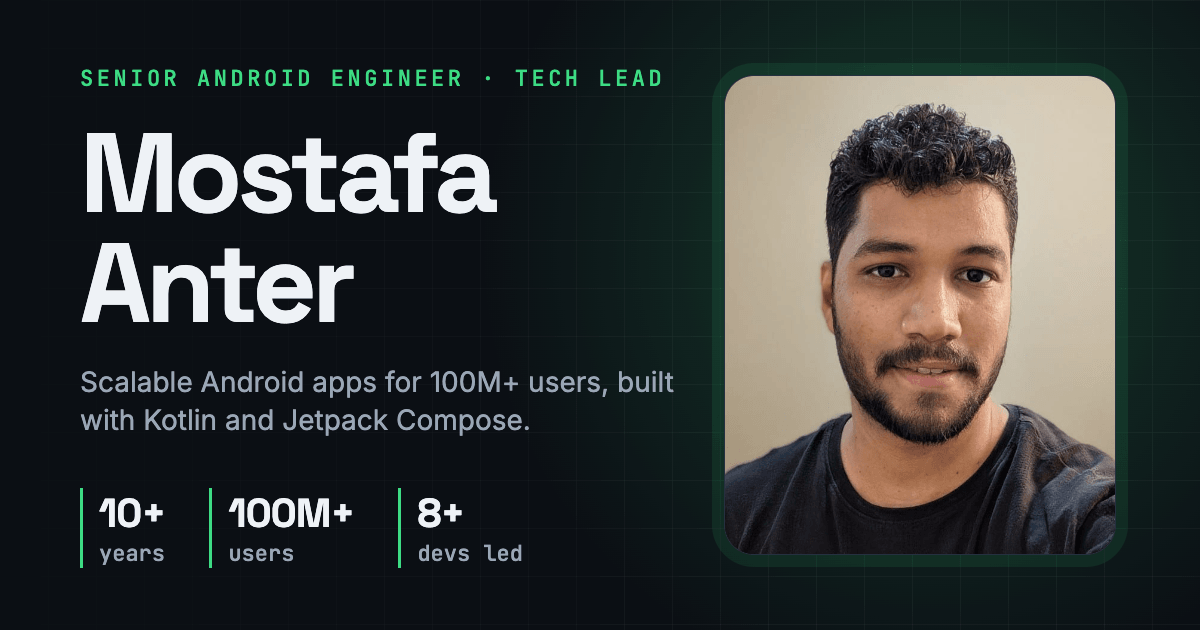 SENIOR ANDROID ENGINEER · TECH LEAD
Mostafa
Anter
Scalable Android apps for 100M+ users, built
with Kotlin and Jetpack Compose.
10+ 100M+ 8+
years users devs led